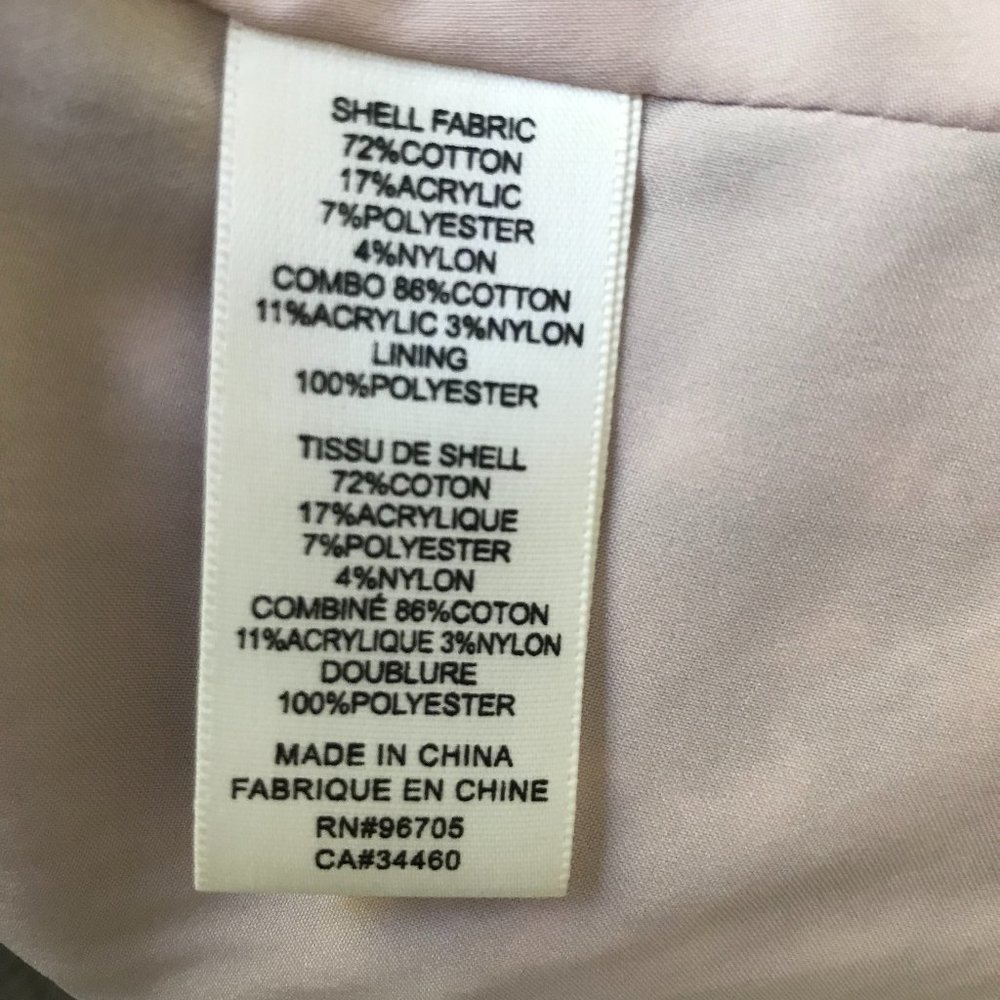 SHELL FABRIC
72%COTTON
17%ACRYLIC
7%POLYESTER
4%NYLON
COMBO 86%COTTON
11%ACRYLIC 3%NYLON
LINING
100%POLYESTER
TISSU DE SHELL
72%COTON
17%ACRYLIQUE
7%POLYESTER
4%NYLON
COMBINÉ 86%COTON
11%ACRYLIQUE 3%NYLON
DOUBLURE
100%POLYESTER
MADE IN CHINA
FABRIQUE EN CHINE
RN#96705
CA#34460